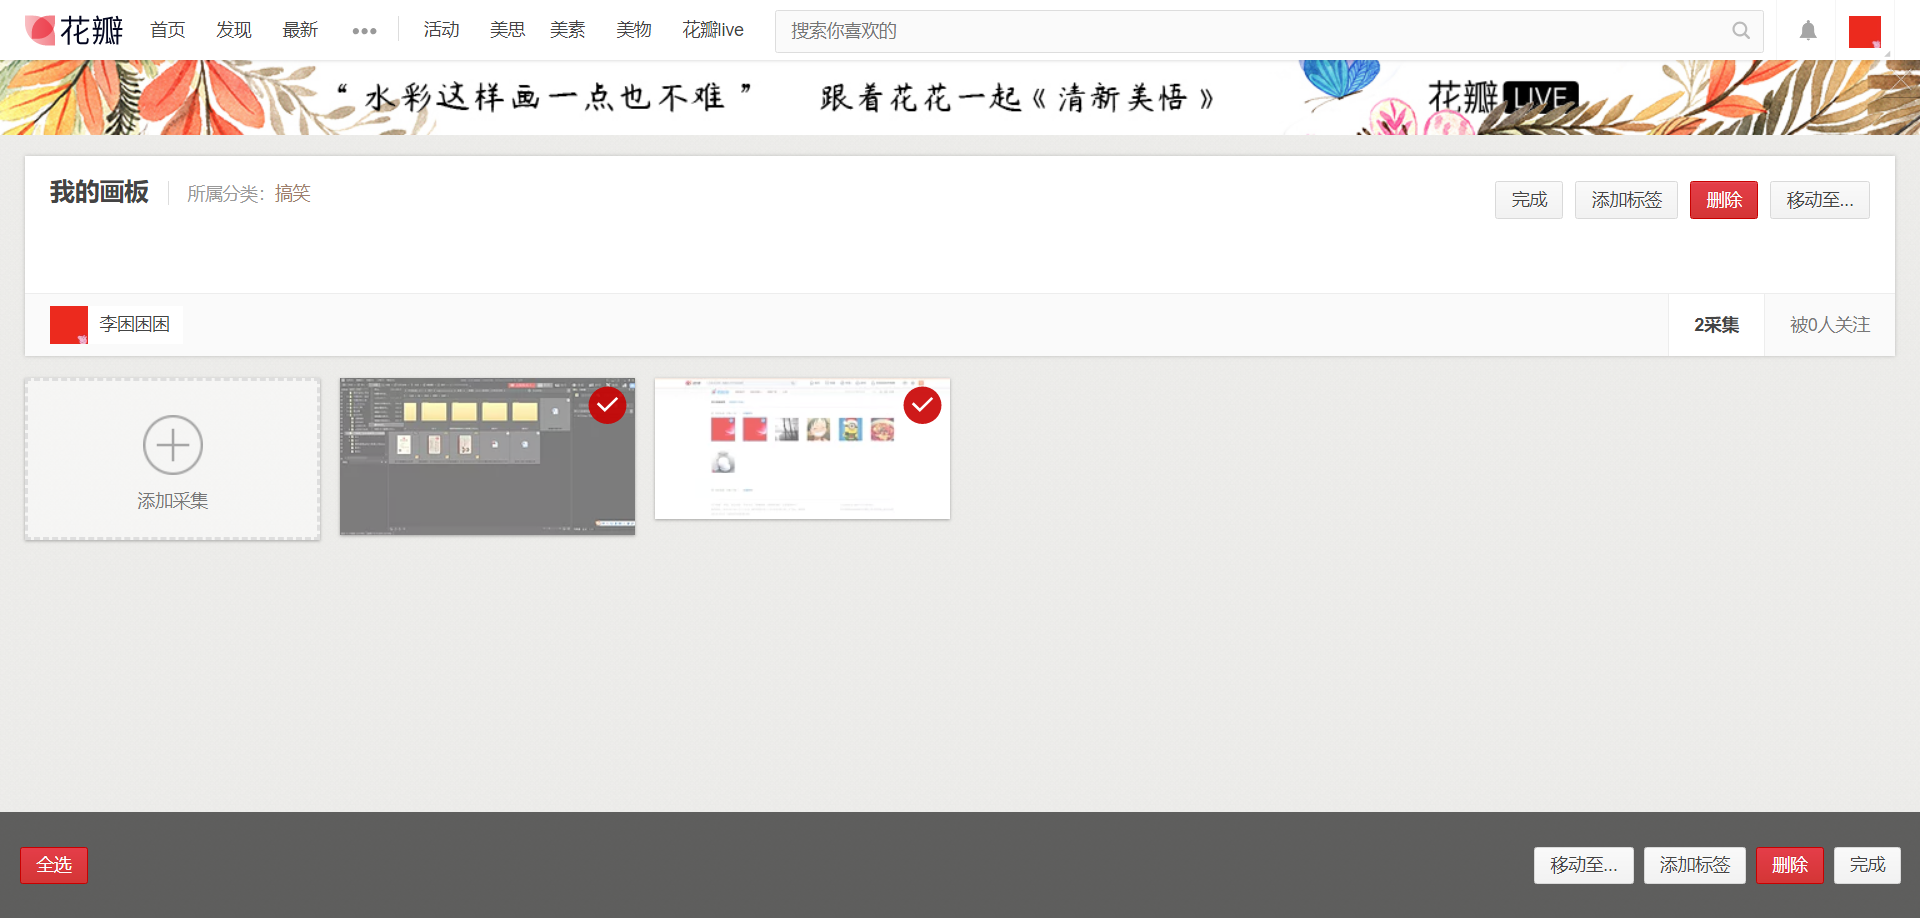 花瓣 首页 发现 最新 活动 美思 美素 美物 花瓣live 搜索你喜欢的
“水彩这样画一点也不难” 跟着花花一起《清新美悟》 花瓣LIVE
我的画板 所属分类：搞笑 完成 添加标签 删除 移动至...
李困困困 2采集 被0人关注
添加采集
全选 移动至... 添加标签 删除 完成